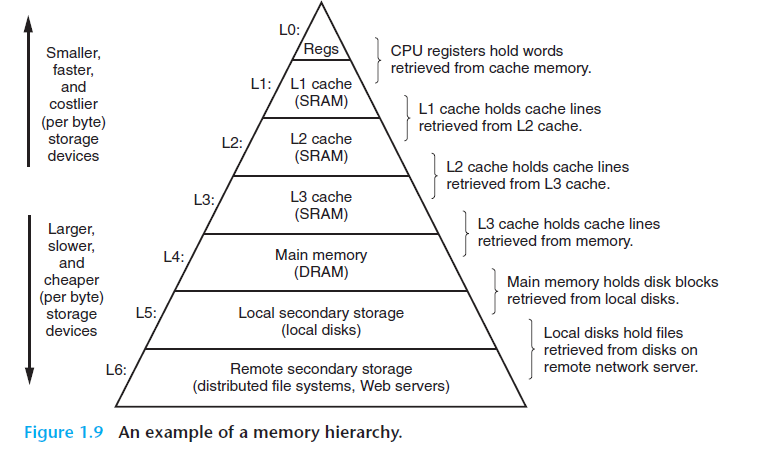 Smaller,
faster,
and
costlier
(per byte)
storage
devices
Larger,
slower,
and
cheaper
(per byte)
storage
devices
L0:
Regs
L1:
L1 cache
(SRAM)
L2:
L2 cache
(SRAM)
L3:
L3 cache
(SRAM)
L4:
Main memory
(DRAM)
L5:
Local secondary storage
(local disks)
L6:
Remote secondary storage
(distributed file systems, Web servers)
CPU registers hold words
retrieved from cache memory.
L1 cache holds cache lines
retrieved from L2 cache.
L2 cache holds cache lines
retrieved from L3 cache.
L3 cache holds cache lines
retrieved from memory.
Main memory holds disk blocks
retrieved from local disks.
Local disks hold files
retrieved from disks on
remote network server.
Figure 1.9 An example of a memory hierarchy.